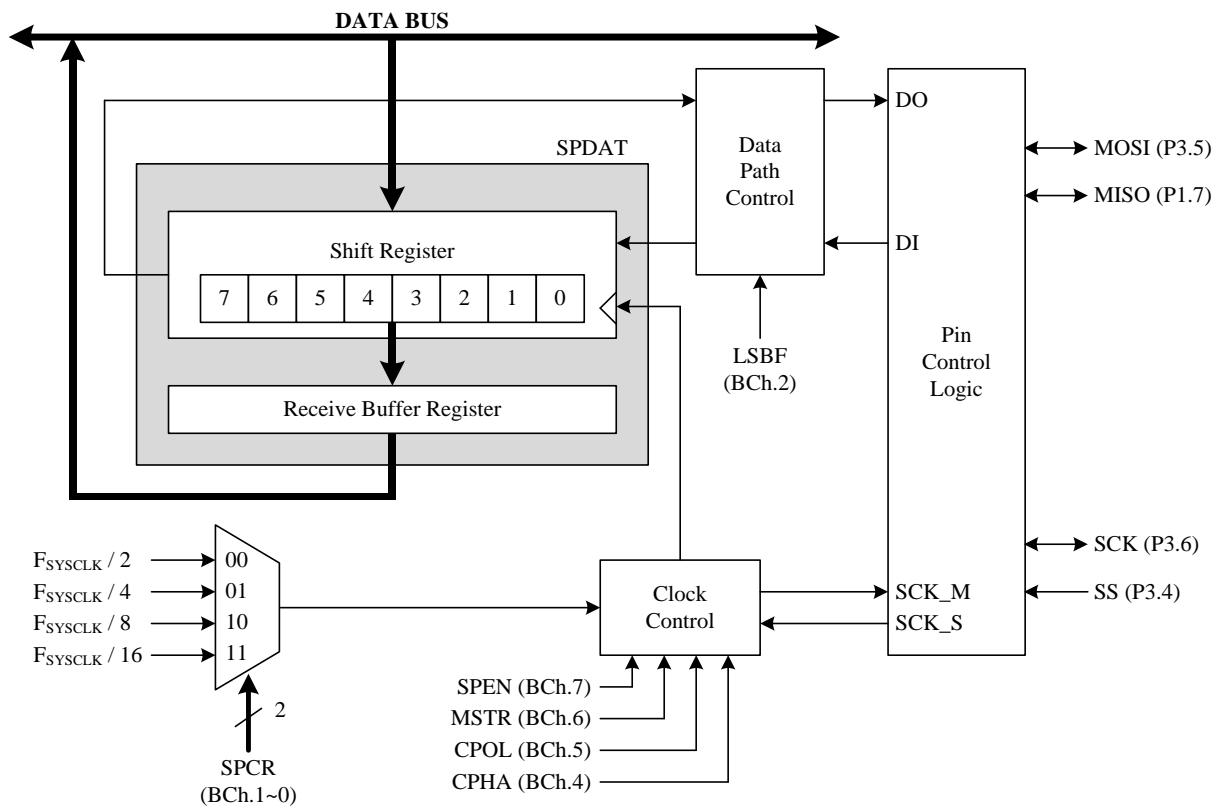 DATA BUS
SPDAT
Shift Register
7 6 5 4 3 2 1 0
Receive Buffer Register
Data
Path
Control
LSBF
(BCh.2)
DO
DI
Pin
Control
Logic
SCK_M
SCK_S
MOSI (P3.5)
MISO (P1.7)
SCK (P3.6)
SS (P3.4)
FSYSCLK / 2
FSYSCLK / 4
FSYSCLK / 8
FSYSCLK / 16
00
01
10
11
2
SPCR
(BCh.1~0)
Clock
Control
SPEN (BCh.7)
MSTR (BCh.6)
CPOL (BCh.5)
CPHA (BCh.4)